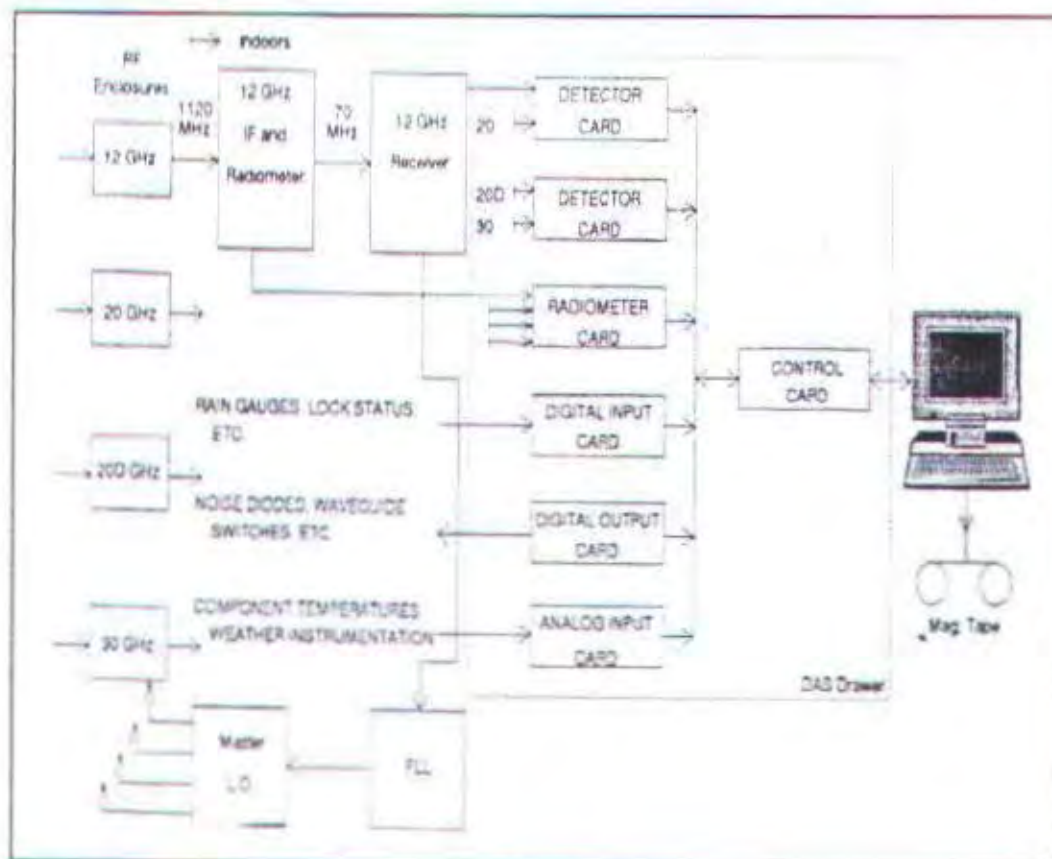 RF
Enclosures
Indoors
12 GHz
1120
MHz
12 GHz
IF and
Radiometer
70
MHz
12 GHz
Receiver
20
DETECTOR
CARD
20D
30
DETECTOR
CARD
20 GHz
RADIOMETER
CARD
CONTROL
CARD
RAIN GAUGES, LOCK STATUS,
ETC.
DIGITAL INPUT
CARD
20D GHz
NOISE DIODES, WAVEGUIDE
SWITCHES, ETC
DIGITAL OUTPUT
CARD
30 GHz
COMPONENT TEMPERATURES
WEATHER INSTRUMENTATION
ANALOG INPUT
CARD
Mag. Tape
DAS Drawer
Master
L.O.
FLL